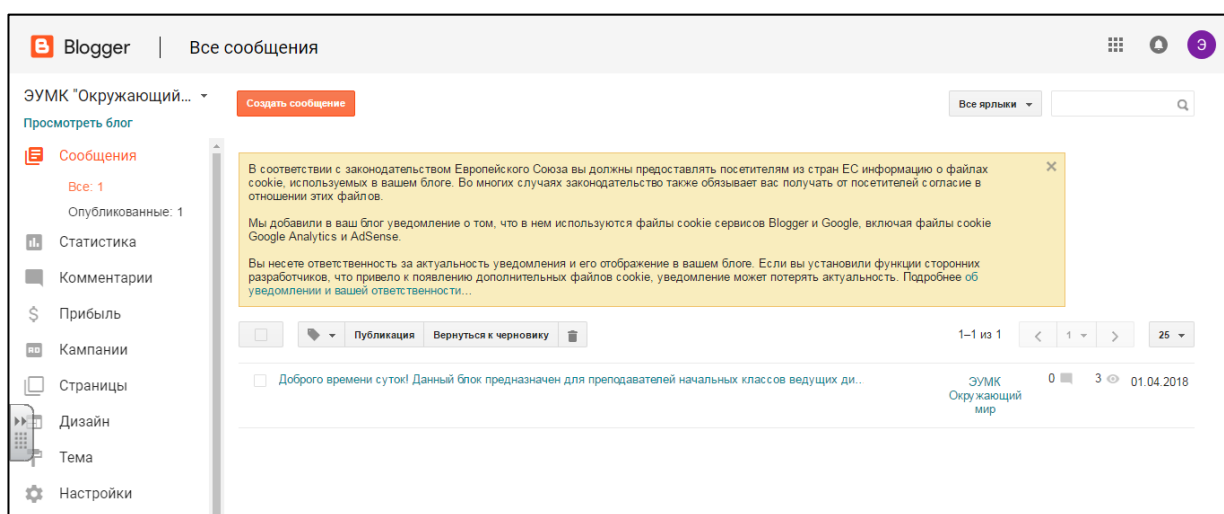 Blogger | Все сообщения
Э
ЭУМК "Окружающий...
Просмотреть блог
Создать сообщение
Все ярлыки
Сообщения
Все: 1
Опубликованные: 1
Статистика
Комментарии
Прибыль
Кампании
Страницы
Дизайн
Тема
Настройки
В соответствии с законодательством Европейского Союза вы должны предоставлять посетителям из стран ЕС информацию о файлах
cookie, используемых в вашем блоге. Во многих случаях законодательство также обязывает вас получать от посетителей согласие в
отношении этих файлов.
Мы добавили в ваш блог уведомление о том, что в нем используются файлы cookie сервисов Blogger и Google, включая файлы cookie
Google Analytics и AdSense.
Вы несете ответственность за актуальность уведомления и его отображение в вашем блоге. Если вы установили функции сторонних
разработчиков, что привело к появлению дополнительных файлов cookie, уведомление может потерять актуальность. Подробнее об
уведомлении и вашей ответственности...
Публикация Вернуться к черновику 1–1 из 1 1 25
Доброго времени суток! Данный блок предназначен для преподавателей начальных классов ведущих ди..
ЭУМК
Окружающий
мир
0 3 01.04.2018